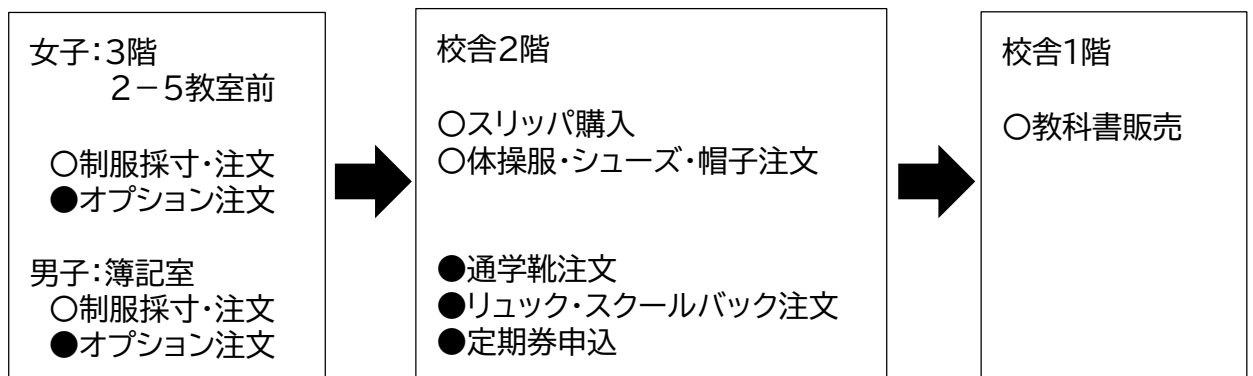 女子：3階
2－5教室前
○制服採寸・注文
●オプション注文
男子：簿記室
○制服採寸・注文
●オプション注文
校舎2階
○スリッパ購入
○体操服・シューズ・帽子注文
●通学靴注文
●リュック・スクールバック注文
●定期券申込
校舎1階
○教科書販売